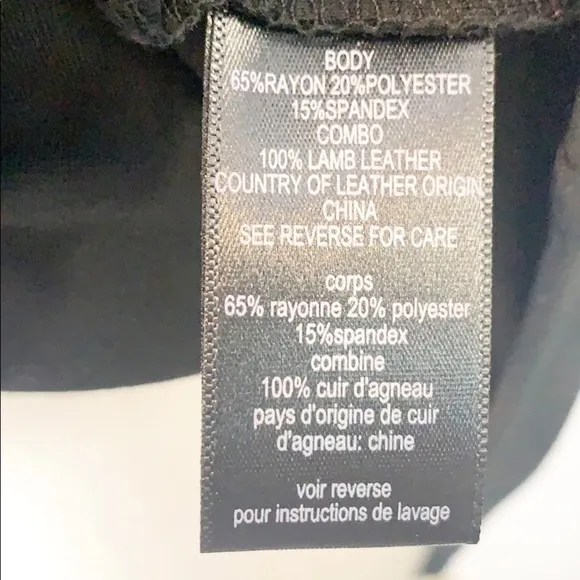 BODY
65%RAYON 20%POLYESTER
15%SPANDEX
COMBO
100% LAMB LEATHER
COUNTRY OF LEATHER ORIGIN
CHINA
SEE REVERSE FOR CARE
corps
65% rayonne 20% polyester
15%spandex
combine
100% cuir d'agneau
pays d'origine de cuir
d'agneau: chine
voir reverse
pour instructions de lavage